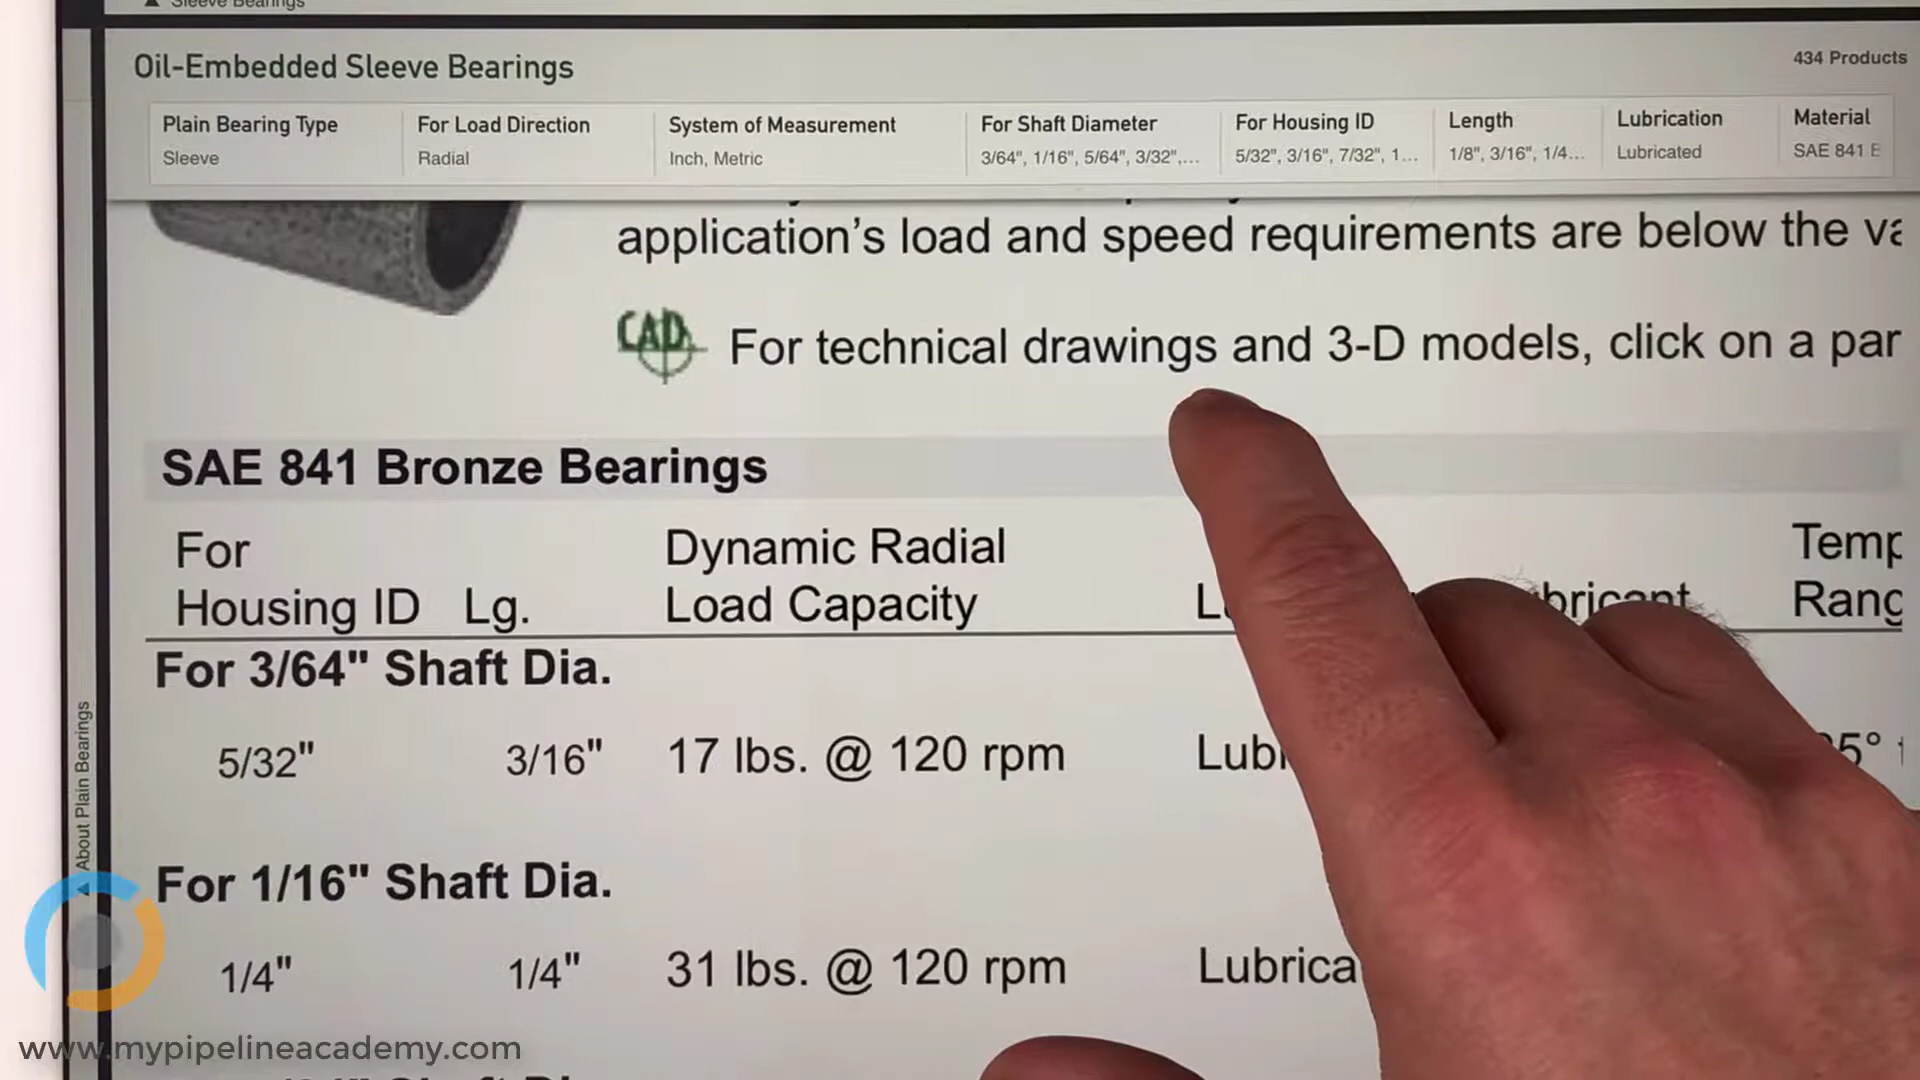 Sleeve Bearings
Oil-Embedded Sleeve Bearings
434 Products
Plain Bearing Type
Sleeve
For Load Direction
Radial
System of Measurement
Inch, Metric
For Shaft Diameter
3/64", 1/16", 5/64", 3/32",...
For Housing ID
5/32", 3/16", 7/32", 1...
Length
1/8", 3/16", 1/4...
Lubrication
Lubricated
Material
SAE 841
application's load and speed requirements are below the
CAD
For technical drawings and 3-D models, click on a par
SAE 841 Bronze Bearings
For
Housing ID
Lg.
Dynamic Radial
Load Capacity
Temp
Rang
For 3/64" Shaft Dia.
5/32" 3/16" 17 lbs. @ 120 rpm
For 1/16" Shaft Dia.
1/4" 1/4" 31 lbs. @ 120 rpm Lubrica
About Plain Bearings
www.mypipelineacademy.com